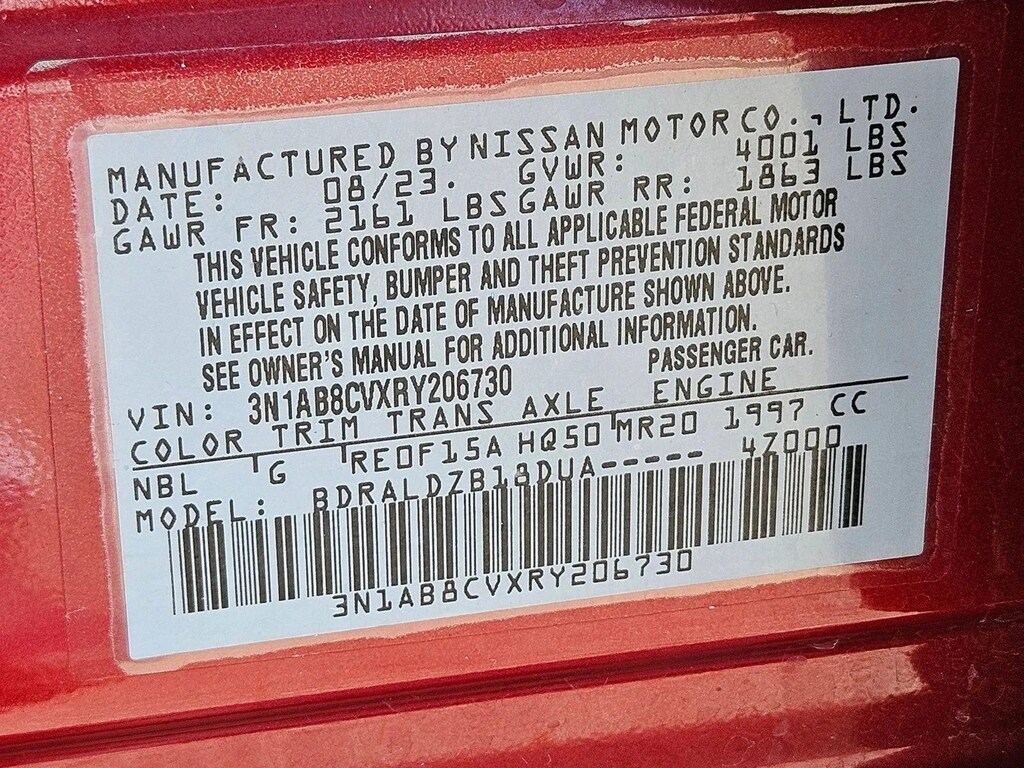 MANUFACTURED BY NISSAN MOTOR CO., LTD.
DATE: 08/23. GVWR: 4001 LBS
GAWR FR: 2161 LBS GAWR RR: 1863 LBS
THIS VEHICLE CONFORMS TO ALL APPLICABLE FEDERAL MOTOR
VEHICLE SAFETY, BUMPER AND THEFT PREVENTION STANDARDS
IN EFFECT ON THE DATE OF MANUFACTURE SHOWN ABOVE.
SEE OWNER'S MANUAL FOR ADDITIONAL INFORMATION.
VIN: 3N1AB8CVXRY206730 PASSENGER CAR.
COLOR TRIM TRANS AXLE ENGINE
NBL G RE0F15A HQ50 MR20 1997 CC
MODEL: BDRALDZB18DUA----- 4Z000
3N1AB8CVXRY206730